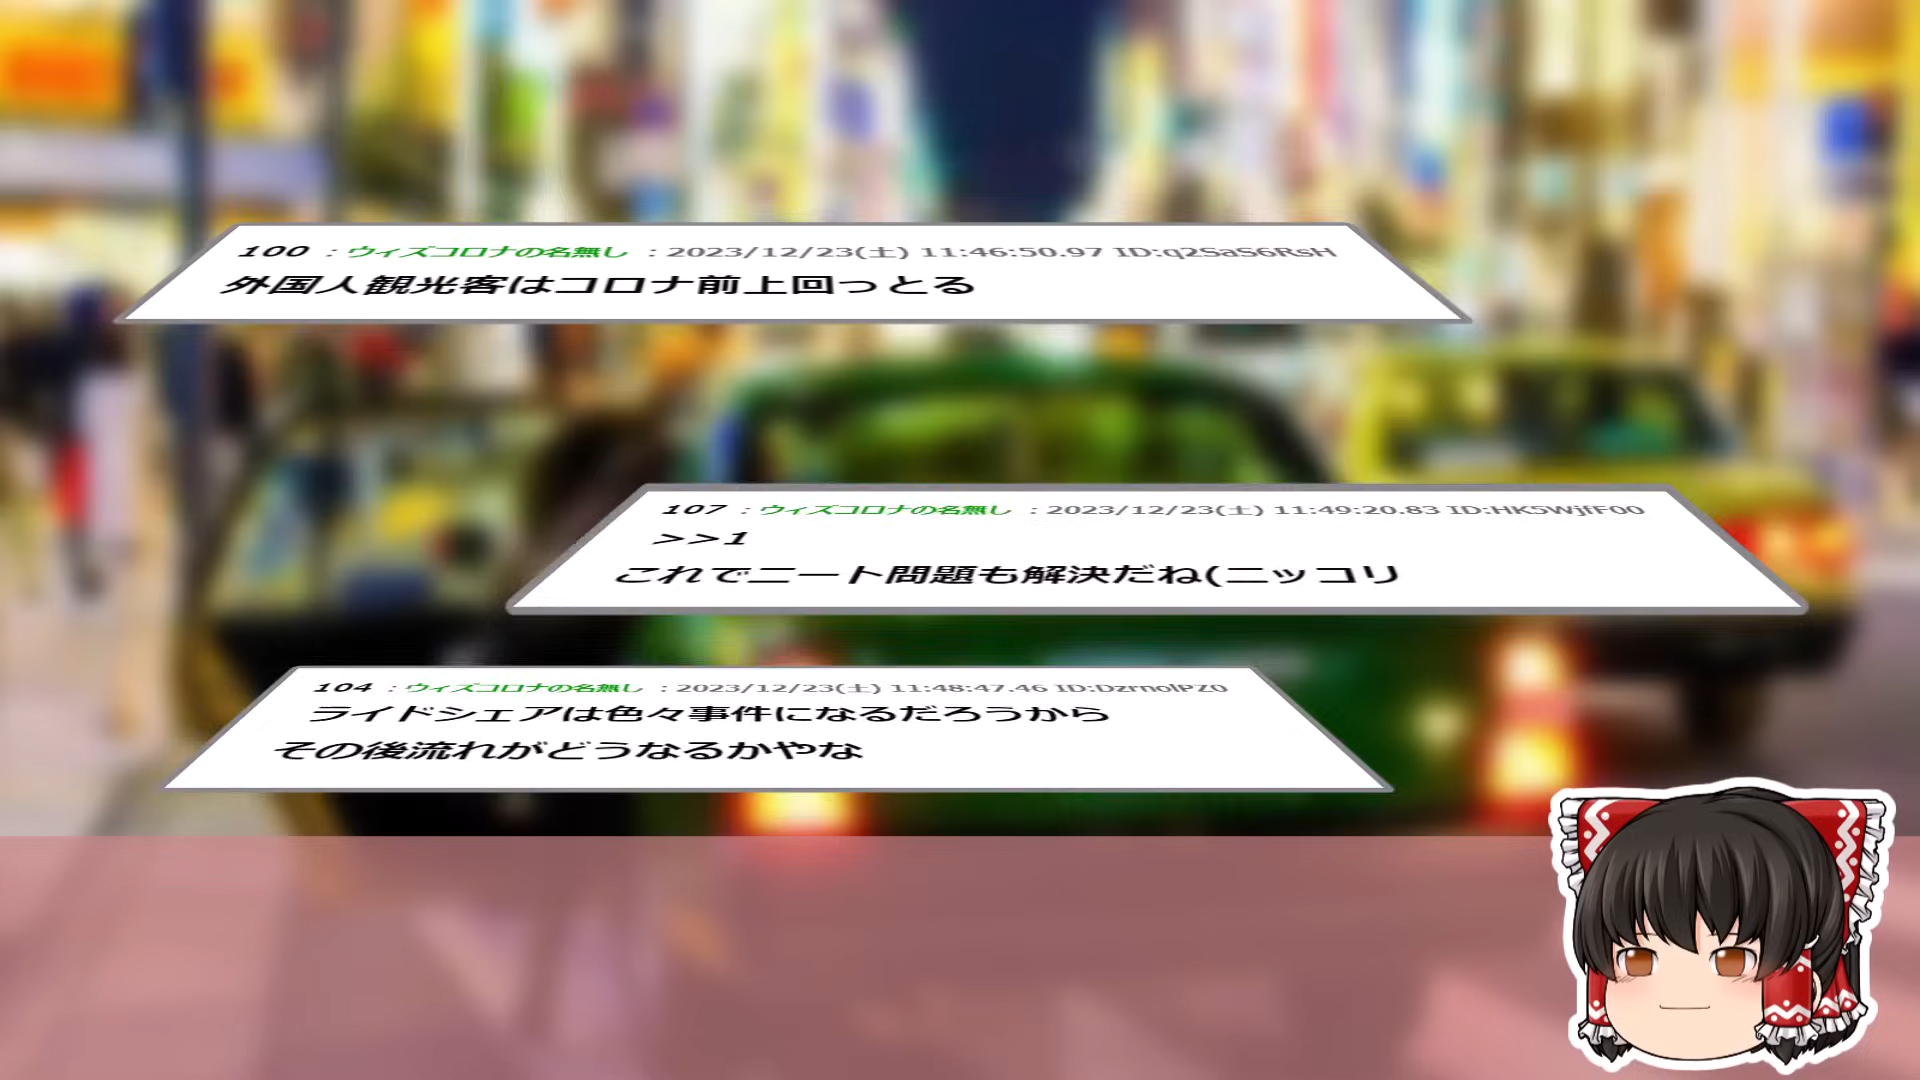 100 : ウィズコロナの名無し : 2023/12/23(土) 11:46:50.97 ID:q2SaS6RsH
外国人観光客はコロナ前上回っとる
107 : ウィズコロナの名無し : 2023/12/23(土) 11:49:20.83 ID:HK5WjfF00
>>1
これでニート問題も解決だね(ニッコリ
104 : ウィズコロナの名無し : 2023/12/23(土) 11:48:47.46 ID:DzrnolPZ0
ライドシェアは色々事件になるだろうから
その後流れがどうなるかやな